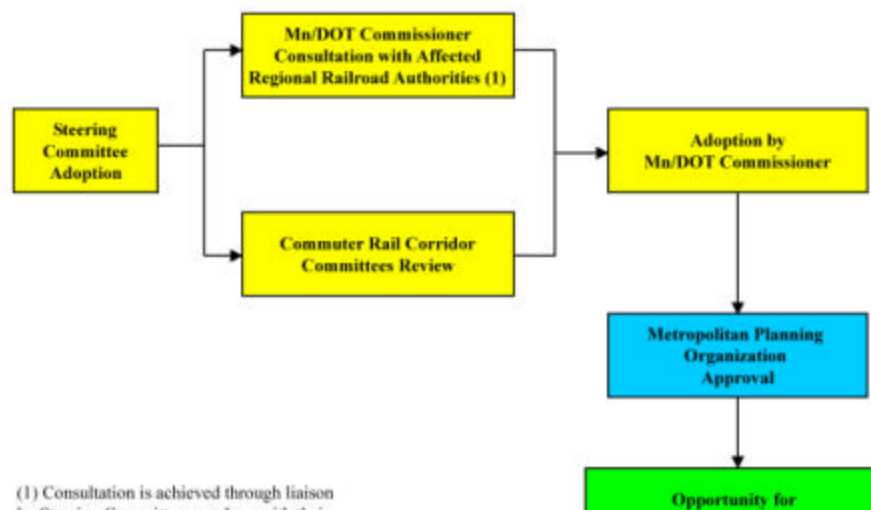 Mn/DOT Commissioner
Consultation with Affected
Regional Railroad Authorities (1)
Steering
Committee
Adoption
Adoption by
Mn/DOT Commissioner
Commuter Rail Corridor
Committees Review
Metropolitan Planning
Organization
Approval
(1) Consultation is achieved through liaison
Opportunity for